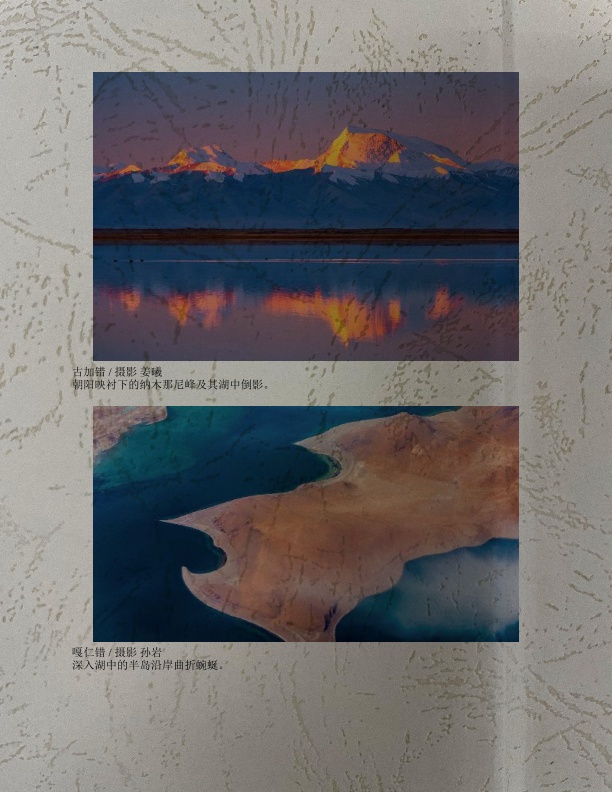 古加错 / 摄影 姜曦
朝阳映衬下的纳木那尼峰及其湖中倒影。
嘎仁错 / 摄影 孙岩
深入湖中的半岛沿岸曲折蜿蜒。